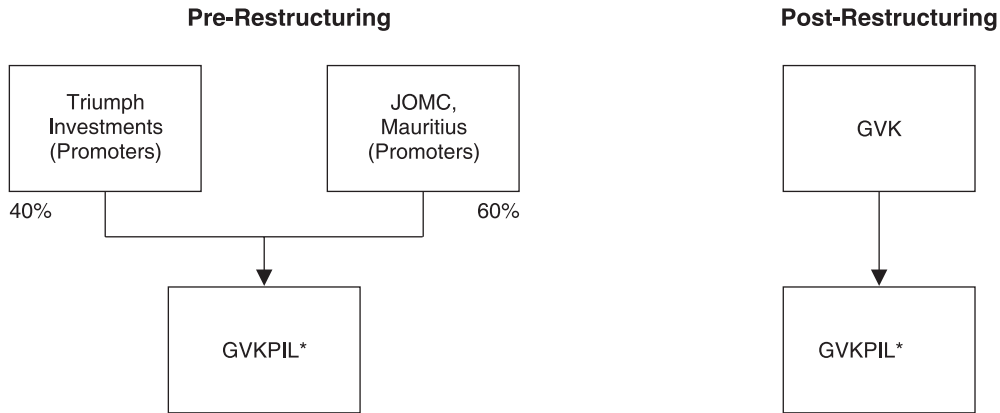 Pre-Restructuring
Post-Restructuring
Triumph
Investments
(Promoters)
JOMC,
Mauritius
(Promoters)
GVK
40%
60%
GVKPIL*
GVKPIL*